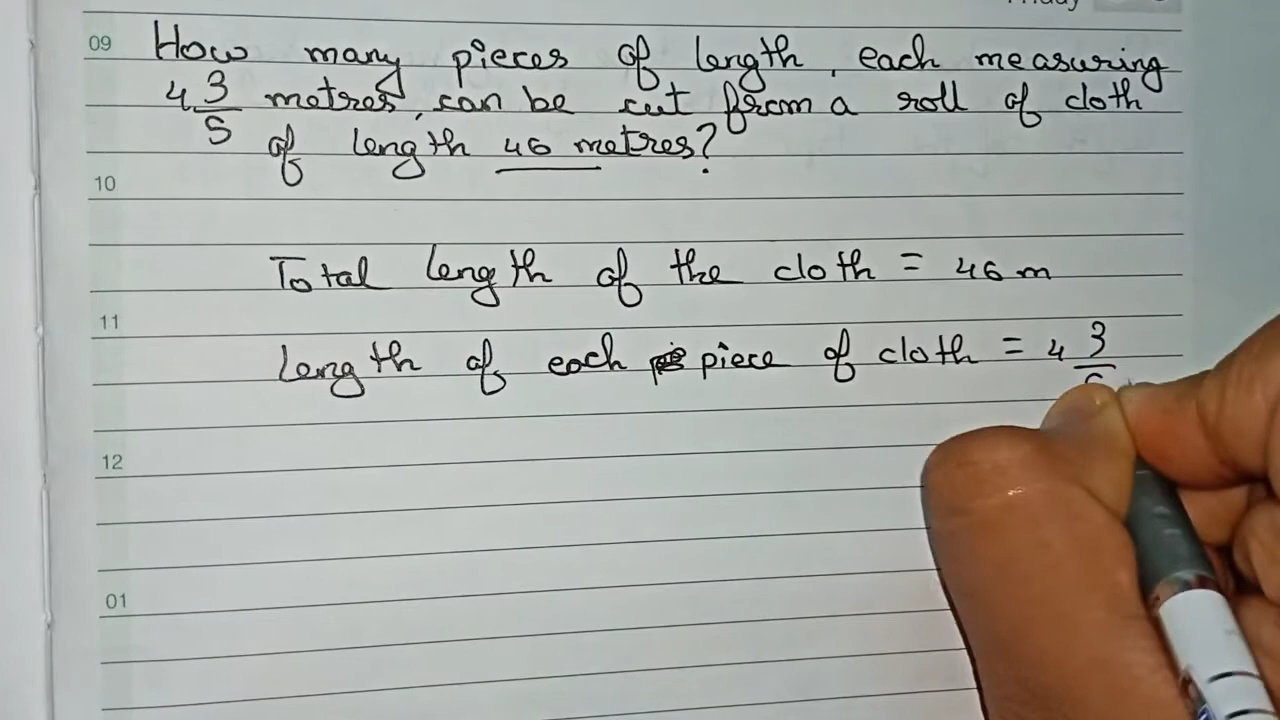 09 How many pieces of length, each measuring
4 3/5 metres, can be cut from a roll of cloth
of length 46 metres?
10
Total length of the cloth = 46 m
11
Length of each piece of cloth = 4 3/
12
01